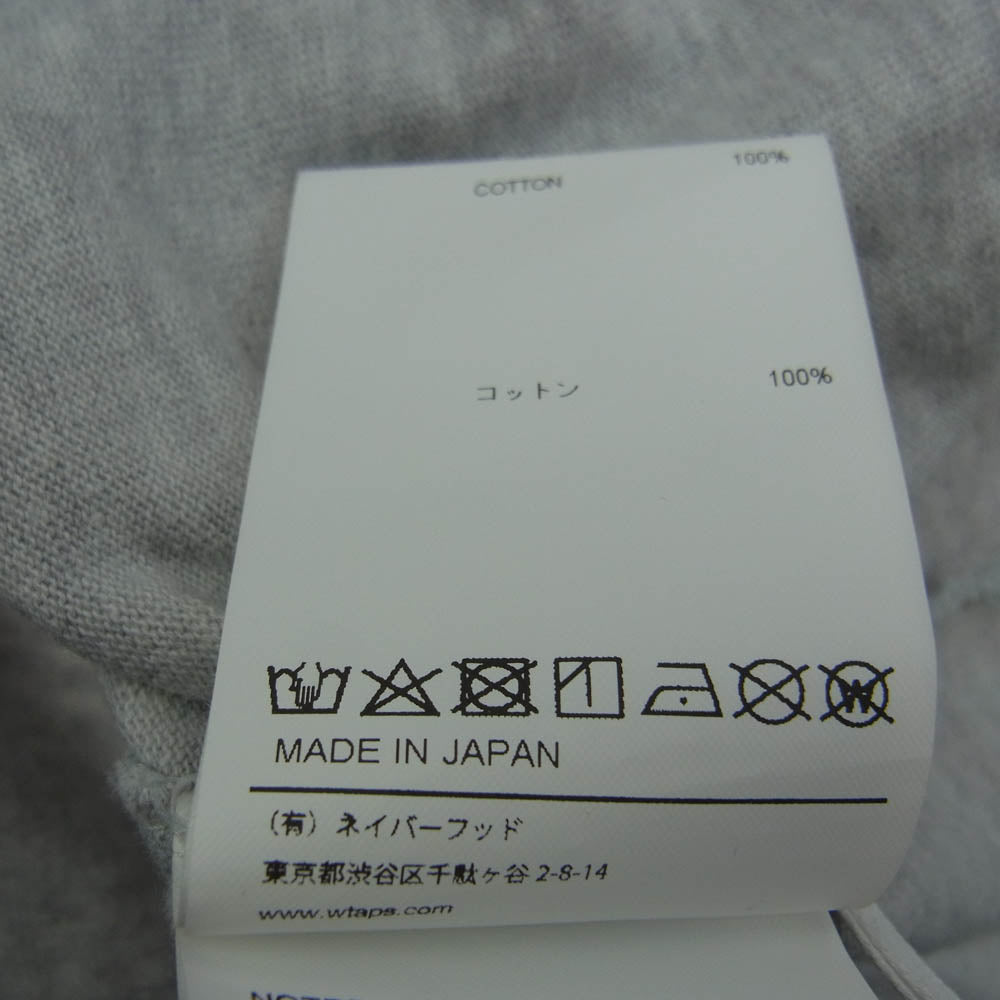 COTTON 100%
コットン 100%
W
MADE IN JAPAN
(有) ネイバーフッド
東京都渋谷区千駄ヶ谷 2-8-14
www.wtaps.com